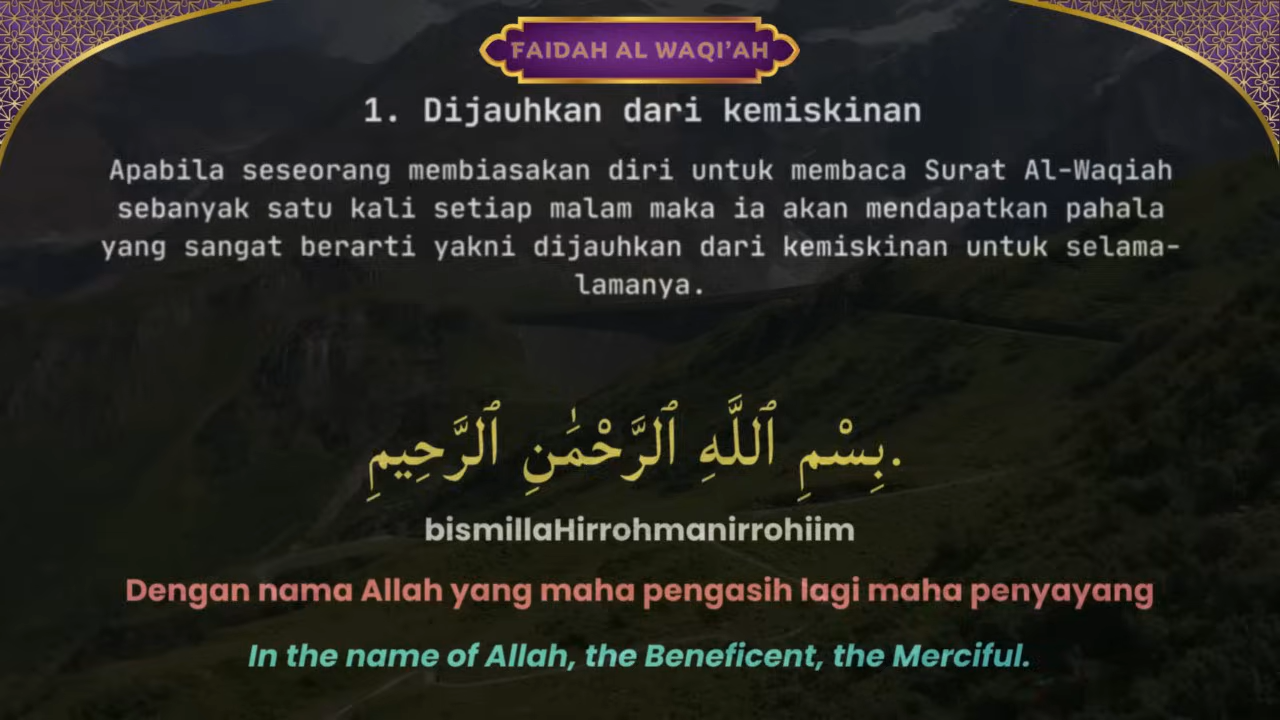 FAIDAH AL WAQI'AH
1. Dijauhkan dari kemiskinan
Apabila seseorang membiasakan diri untuk membaca Surat Al-Waqiah
sebanyak satu kali setiap malam maka ia akan mendapatkan pahala
yang sangat berarti yakni dijauhkan dari kemiskinan untuk selama-
lamanya.
بِسْمِ ٱللَّهِ ٱلرَّحْمَٰنِ ٱلرَّحِيمِ.
bismillaHirrohmanirrohiim
Dengan nama Allah yang maha pengasih lagi maha penyayang
In the name of Allah, the Beneficent, the Merciful.